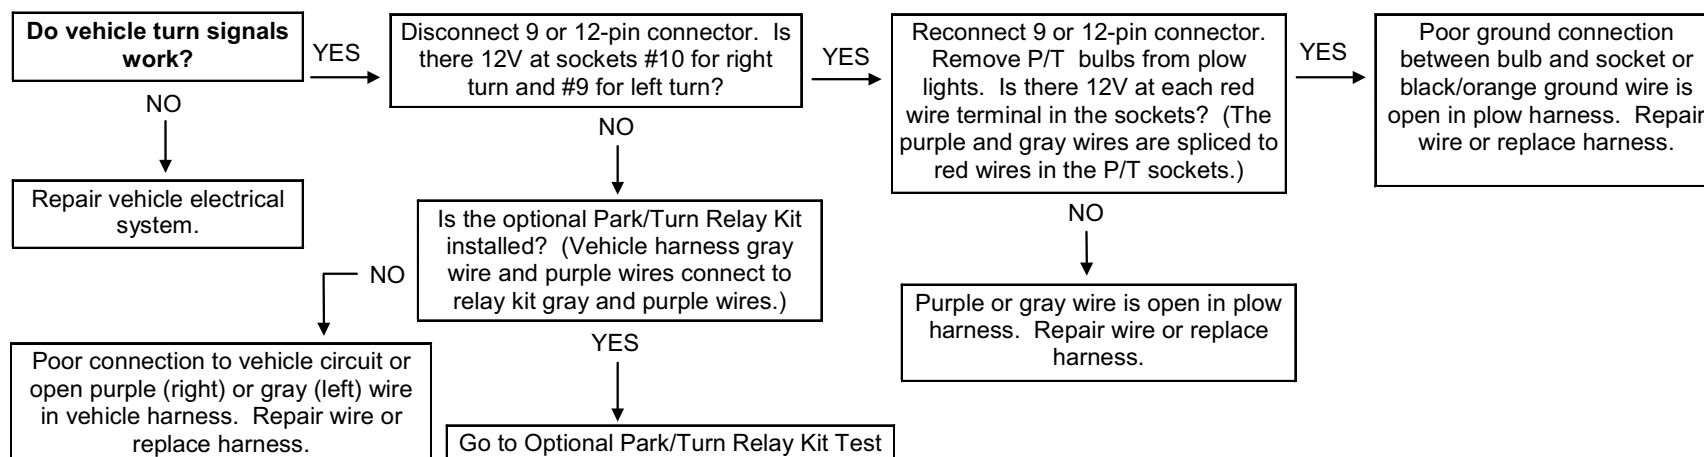 Do vehicle turn signals
work?
YES
NO
Repair vehicle electrical
system.
Disconnect 9 or 12-pin connector. Is
there 12V at sockets #10 for right
turn and #9 for left turn?
YES
NO
Is the optional Park/Turn Relay Kit
installed? (Vehicle harness gray
wire and purple wires connect to
relay kit gray and purple wires.)
NO
Poor connection to vehicle circuit or
open purple (right) or gray (left) wire
in vehicle harness. Repair wire or
replace harness.
YES
Go to Optional Park/Turn Relay Kit Test
Reconnect 9 or 12-pin connector.
Remove P/T bulbs from plow
lights. Is there 12V at each red
wire terminal in the sockets? (The
purple and gray wires are spliced to
red wires in the P/T sockets.)
YES
NO
Purple or gray wire is open in plow
harness. Repair wire or replace
harness.
Poor ground connection
between bulb and socket or
black/orange ground wire is
open in plow harness. Repair
wire or replace harness.